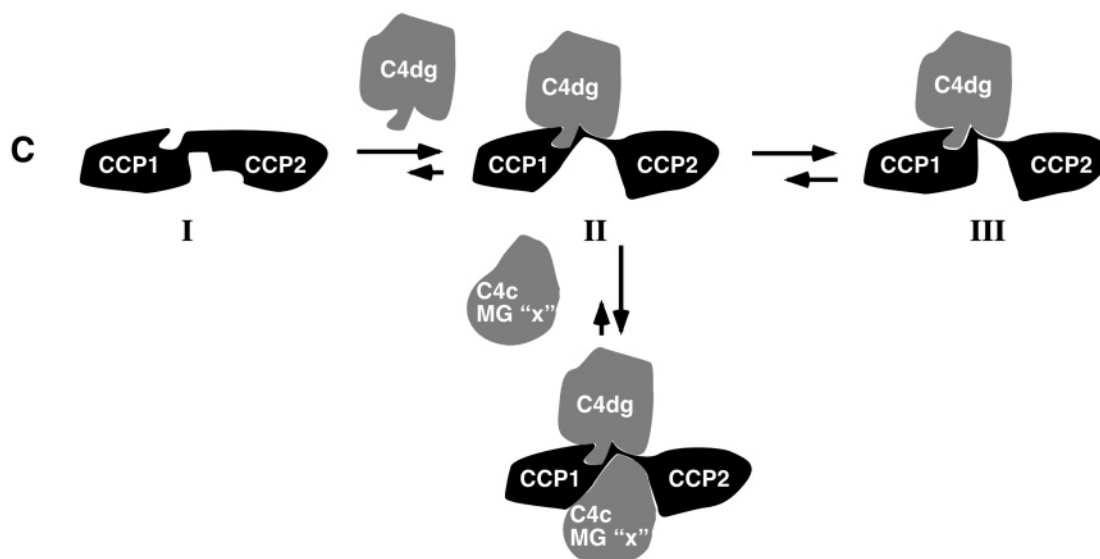 C4dg
C4dg
C4dg
C
CCP1
CCP2
CCP1
CCP2
CCP1
CCP2
I
II
III
C4c
MG “x”
C4dg
CCP1
CCP2
C4c
MG “x”